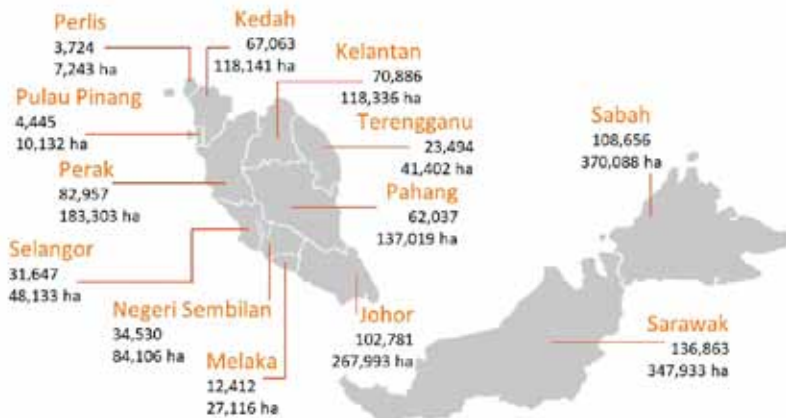 Perlis
3,724
7,243 ha
Kedah
67,063
118,141 ha
Kelantan
70,886
118,336 ha
Pulau Pinang
4,445
10,132 ha
Terengganu
23,494
41,402 ha
Sabah
108,656
370,088 ha
Perak
82,957
183,303 ha
Pahang
62,037
137,019 ha
Selangor
31,647
48,133 ha
Negeri Sembilan
34,530
84,106 ha
Melaka
12,412
27,116 ha
Johor
102,781
267,993 ha
Sarawak
136,863
347,933 ha